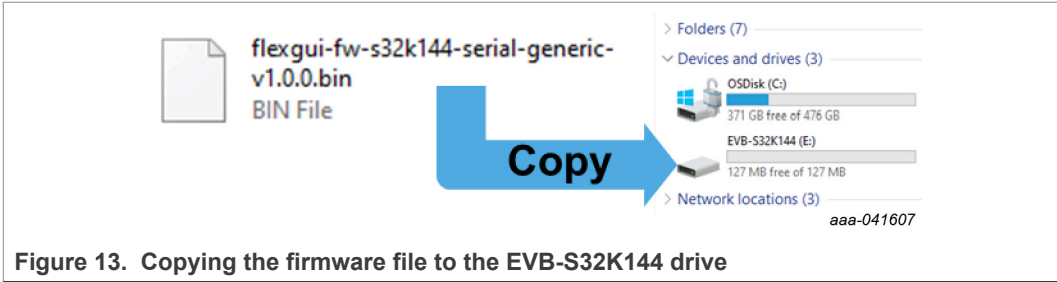 flexgui-fw-s32k144-serial-generic-
v1.0.0.bin
BIN File
Copy
> Folders (7)
Devices and drives (3)
OSDisk (C:)
371 GB free of 476 GB
EVB-S32K144 (E:)
127 MB free of 127 MB
> Network locations (3)
aaa-041607
Figure 13. Copying the firmware file to the EVB-S32K144 drive